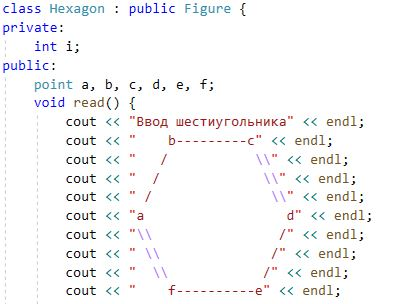 class Hexagon : public Figure {
private:
    int i;
public:
    point a, b, c, d, e, f;
    void read() {
        cout << "Ввод шестиугольника" << endl;
        cout << "    b---------c" << endl;
        cout << "   /           \\" << endl;
        cout << "  /             \\" << endl;
        cout << " /               \\" << endl;
        cout << "a                  d" << endl;
        cout << "\\                 /" << endl;
        cout << " \\               /" << endl;
        cout << "  \\             /" << endl;
        cout << "    f----------e" << endl;